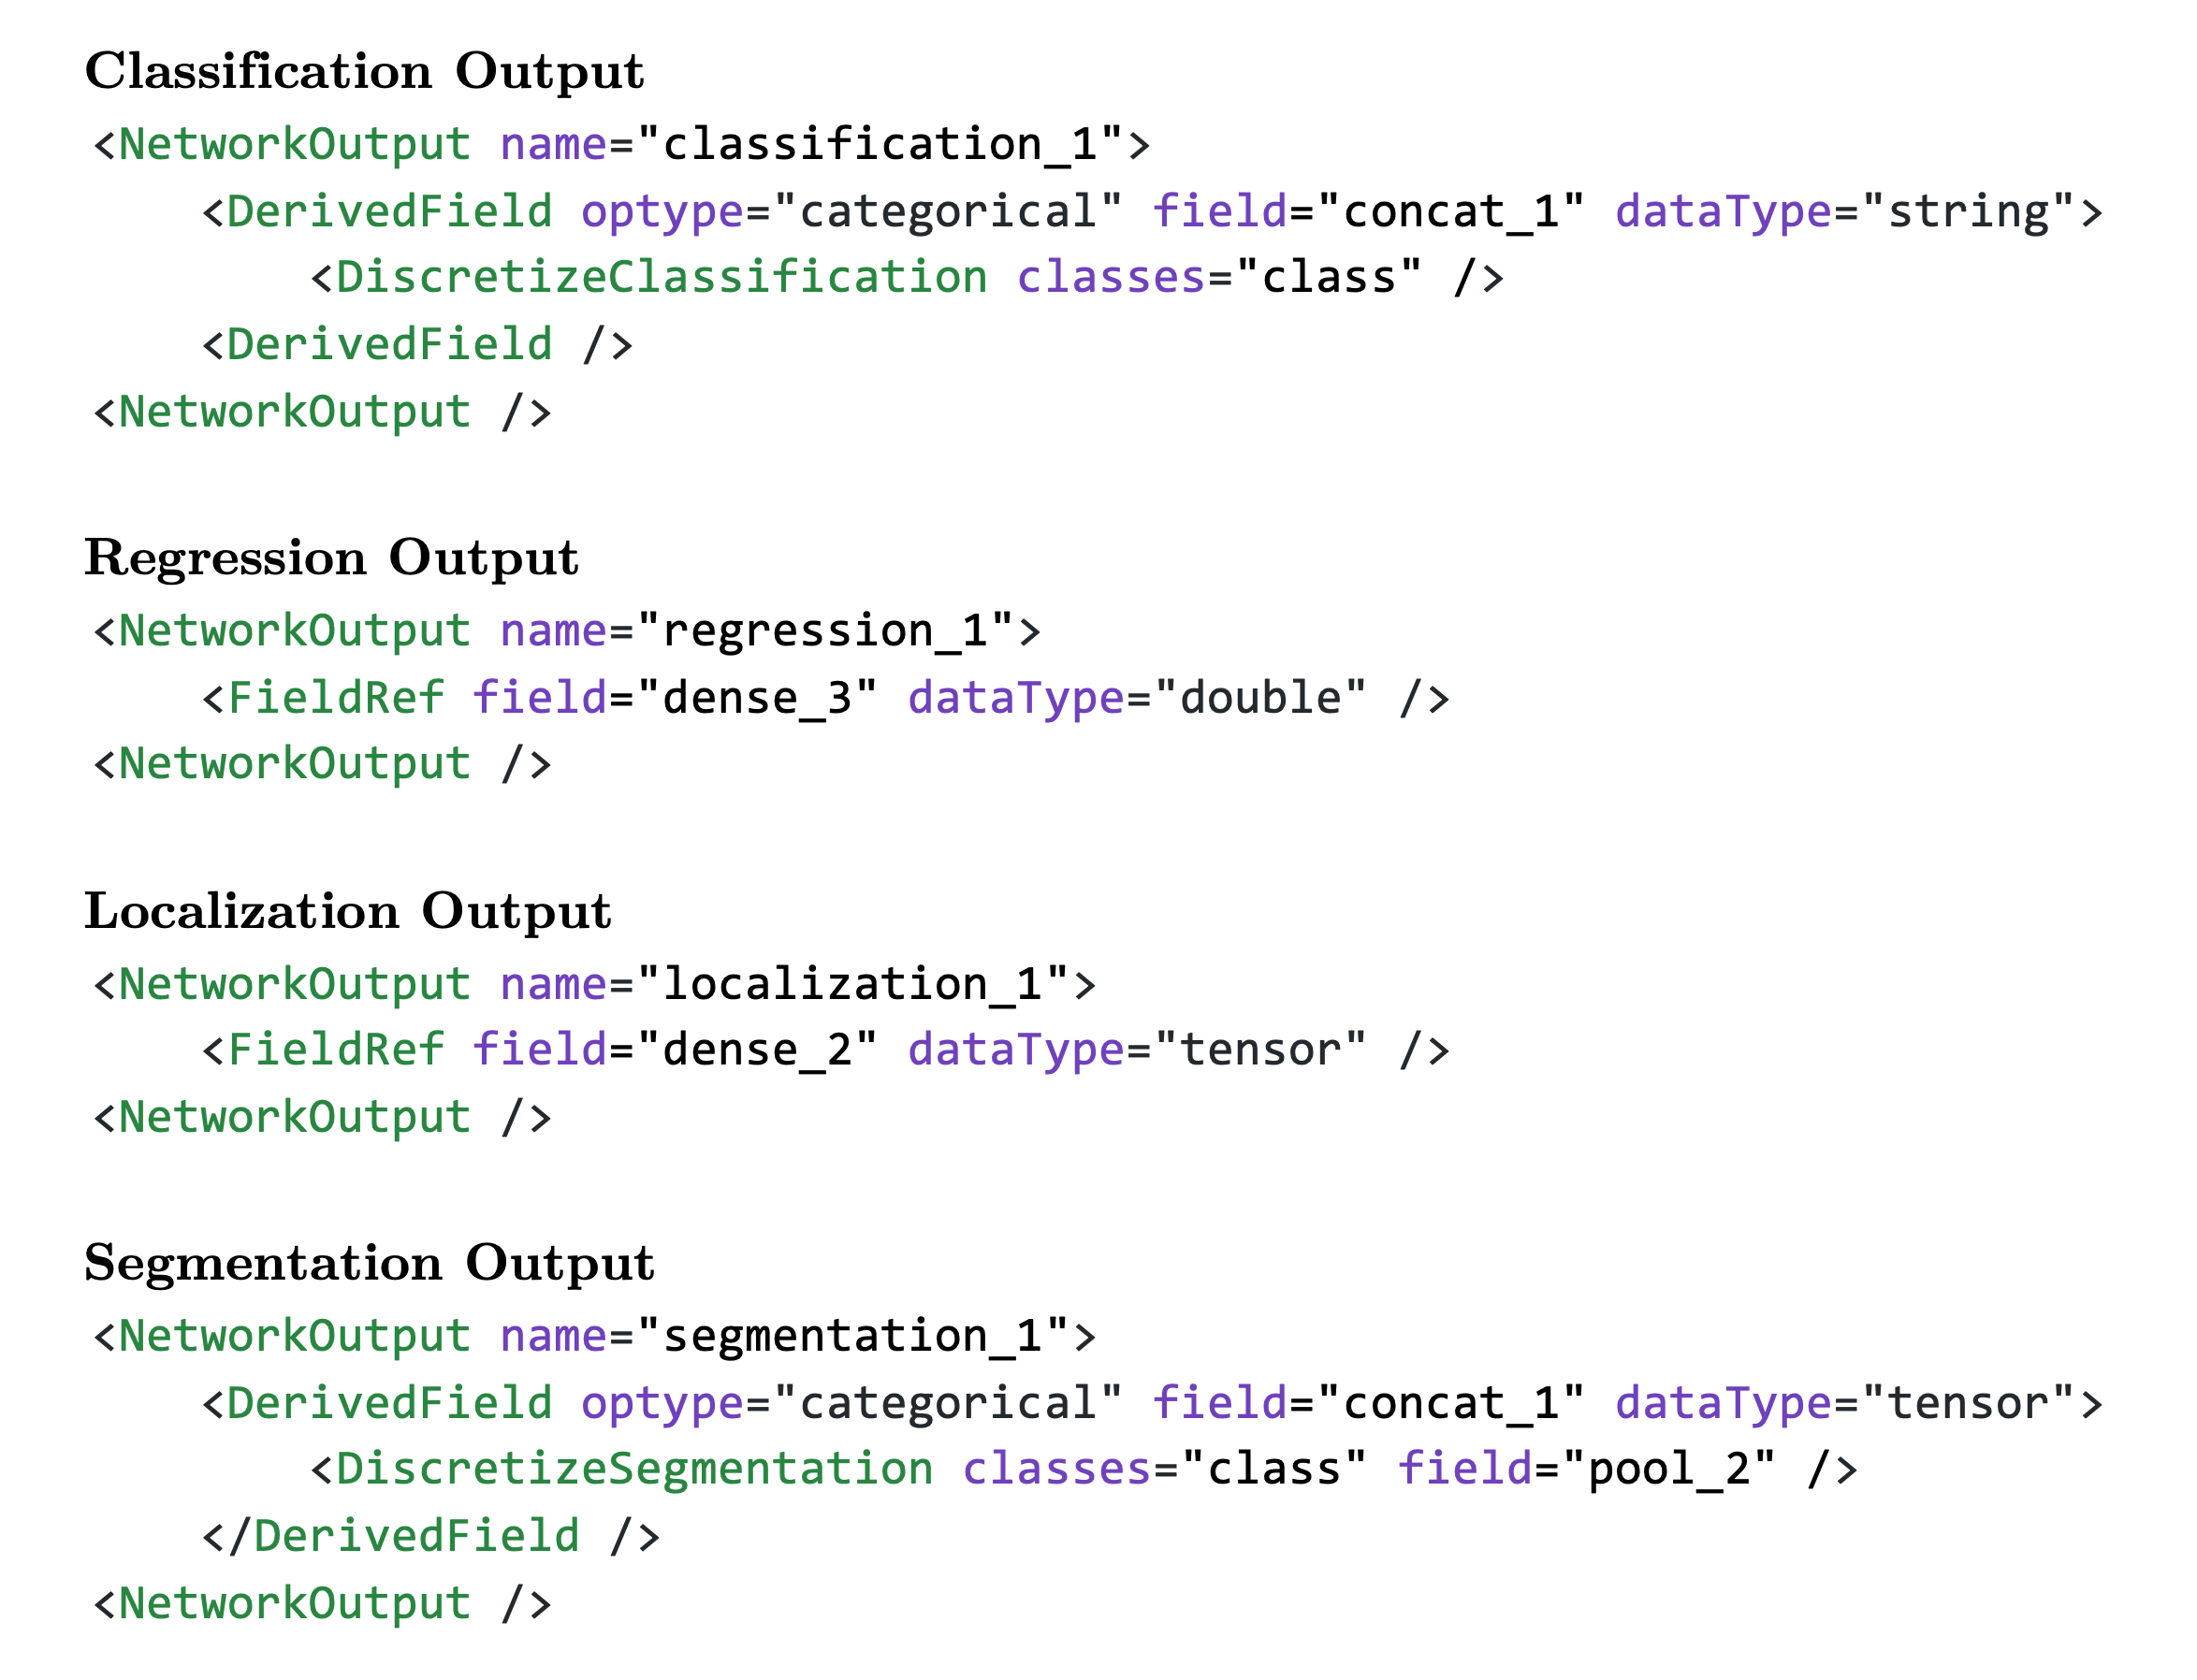 Classification Output
<NetworkOutput name="classification_1">
<DerivedField optype="categorical" field="concat_1" dataType="string">
<DiscretizeClassification classes="class" />
<DerivedField />
<NetworkOutput />
Regression Output
<NetworkOutput name="regression_1">
<FieldRef field="dense_3" dataType="double" />
<NetworkOutput />
Localization Output
<NetworkOutput name="localization_1">
<FieldRef field="dense_2" dataType="tensor" />
<NetworkOutput />
Segmentation Output
<NetworkOutput name="segmentation_1">
<DerivedField optype="categorical" field="concat_1" dataType="tensor">
<DiscretizeSegmentation classes="class" field="pool_2" />
</DerivedField />
<NetworkOutput />